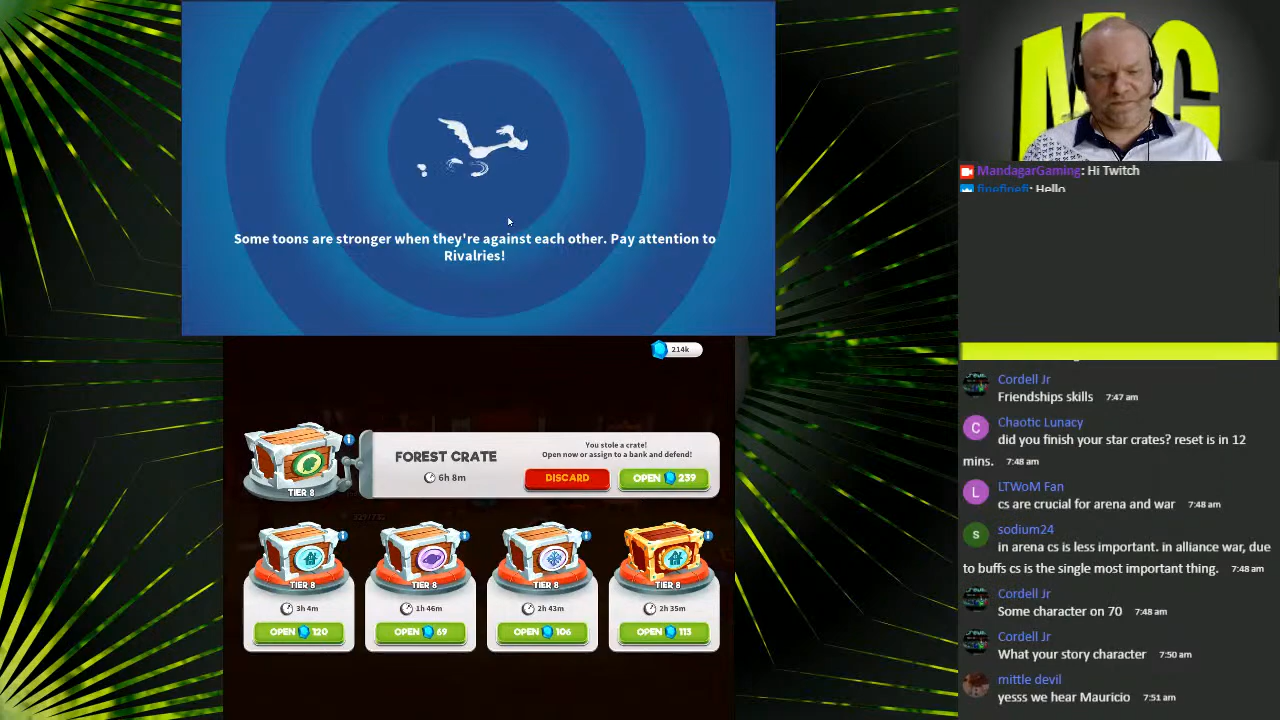 Some toons are stronger when they're against each other. Pay attention to
Rivalries!
214k
FOREST CRATE
6h 8m
You stole a crate!
Open now or assign to a bank and defend!
DISCARD
OPEN 239
TIER 8
TIER 8
3h 4m
OPEN 120
TIER 8
1h 46m
OPEN 69
TIER 8
2h 43m
OPEN 106
TIER 8
2h 35m
OPEN 113
MG
MandagarGaming: Hi Twitch
finefinefi: Hello
Cordell Jr
Friendships skills 7:47 am
Chaotic Lunacy
did you finish your star crates? reset is in 12
mins. 7:48 am
LTWoM Fan
cs are crucial for arena and war 7:48 am
sodium24
in arena cs is less important. in alliance war, due
to buffs cs is the single most important thing. 7:48 am
Cordell Jr
Some character on 70 7:48 am
Cordell Jr
What your story character 7:50 am
mittle devil
yesss we hear Mauricio 7:51 am